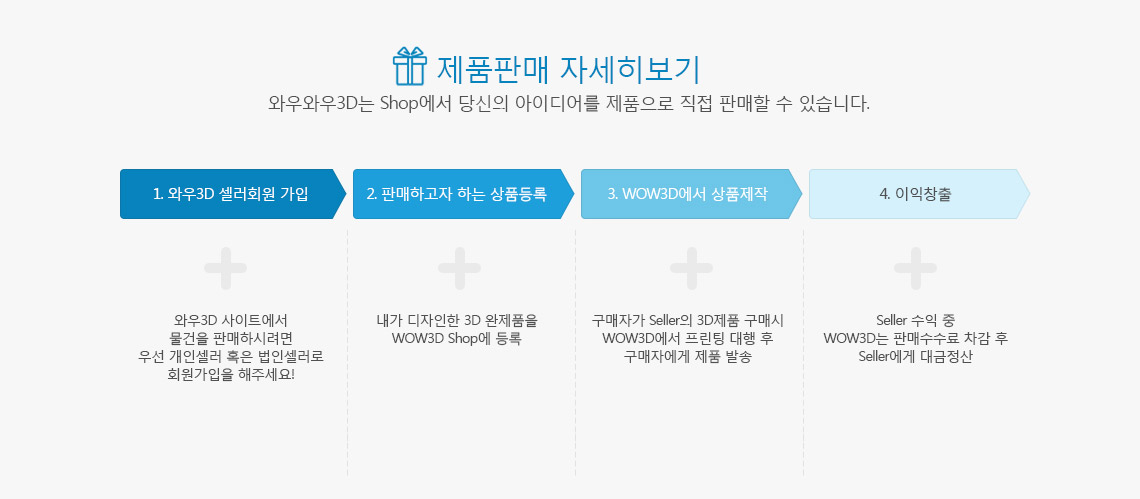 제품판매 자세히보기
와우와우3D는 Shop에서 당신의 아이디어를 제품으로 직접 판매할 수 있습니다.
1. 와우3D 셀러회원 가입
2. 판매하고자 하는 상품등록
3. WOW3D에서 상품제작
4. 이익창출
와우3D 사이트에서
물건을 판매하시려면
우선 개인셀러 혹은 법인셀러로
회원가입을 해주세요!
내가 디자인한 3D 완제품을
WOW3D Shop에 등록
구매자가 Seller의 3D제품 구매시
WOW3D에서 프린팅 대행 후
구매자에게 제품 발송
Seller 수익 중
WOW3D는 판매수수료 차감 후
Seller에게 대금정산